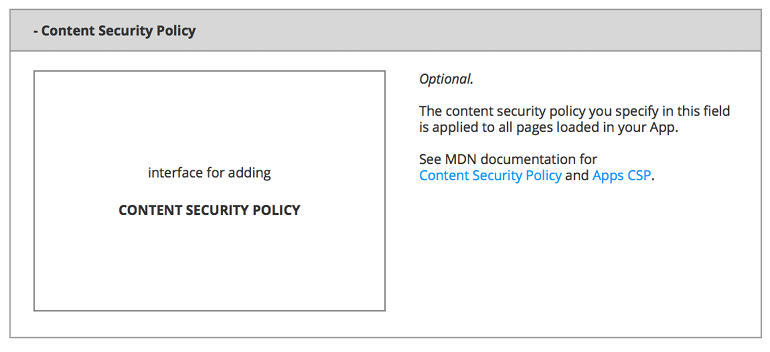 - Content Security Policy
interface for adding
CONTENT SECURITY POLICY
Optional.
The content security policy you specify in this field
is applied to all pages loaded in your App.
See MDN documentation for
Content Security Policy and Apps CSP.